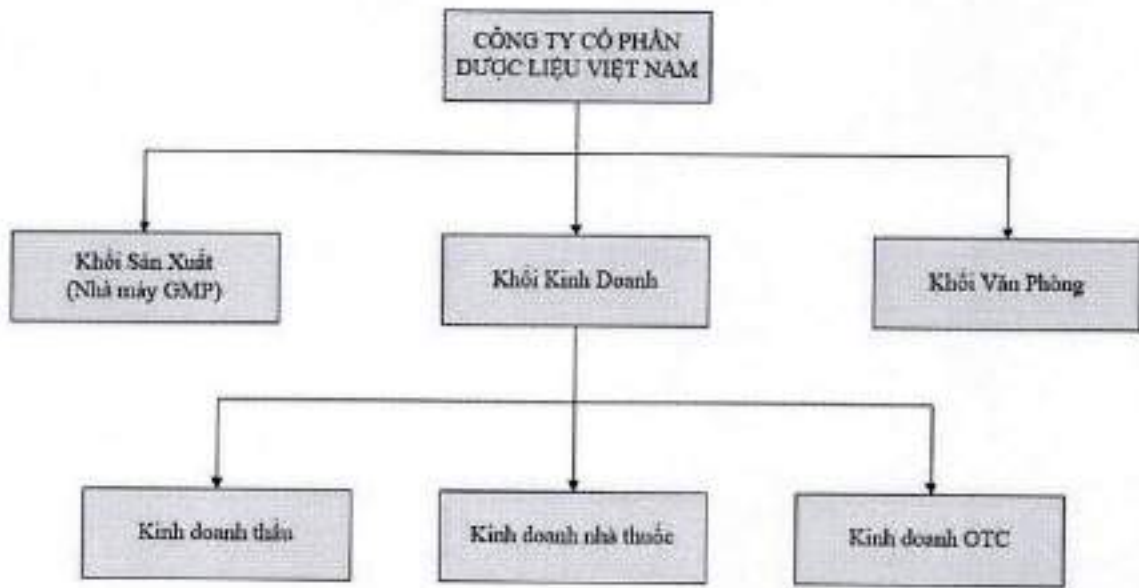 CÔNG TY CỔ PHẦN
DƯỢC LIỆU VIỆT NAM
Khối Sản Xuất
(Nhà máy GMP)
Khối Kinh Doanh
Khối Văn Phòng
Kinh doanh thầu
Kinh doanh nhà thuốc
Kinh doanh OTC